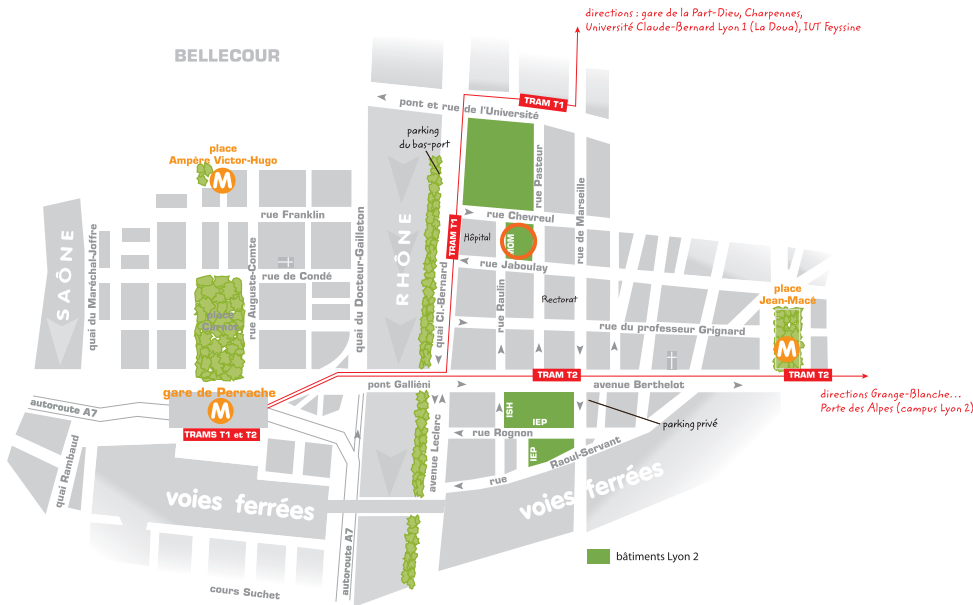 directions : gare de la Part-Dieu, Charpennes,
Université Claude-Bernard Lyon 1 (La Doua), IUT Feyssine
BELLECOUR
TRAM T1
pont et rue de l'Université
parking
du bas-port
place
Ampère Victor-Hugo
M
rue Pasteur
rue de Marseille
rue Franklin
rue Chevreul
SAÔNE
quai du Maréchal-Joffre
rue Auguste-Comte
quai du Docteur-Gailleton
RHÔNE
TRAM T1
quai Cl.-Bernard
Hôpital
MOM
rue Jaboulay
rue de Condé
rue Raulin
Rectorat
place
Jean-Macé
M
place
Carnot
rue du professeur Grignard
gare de Perrache
M
TRAMS T1 et T2
pont Galliéni
TRAM T2
avenue Berthelot
TRAM T2
directions Grange-Blanche...
Porte des Alpes (campus Lyon 2)
autoroute A7
ISH
IEP
parking privé
rue Rognon
avenue Leclerc
IEP
rue Raoul-Servant
quai Rambaud
voies ferrées
voies ferrées
autoroute A7
bâtiments Lyon 2
cours Suchet